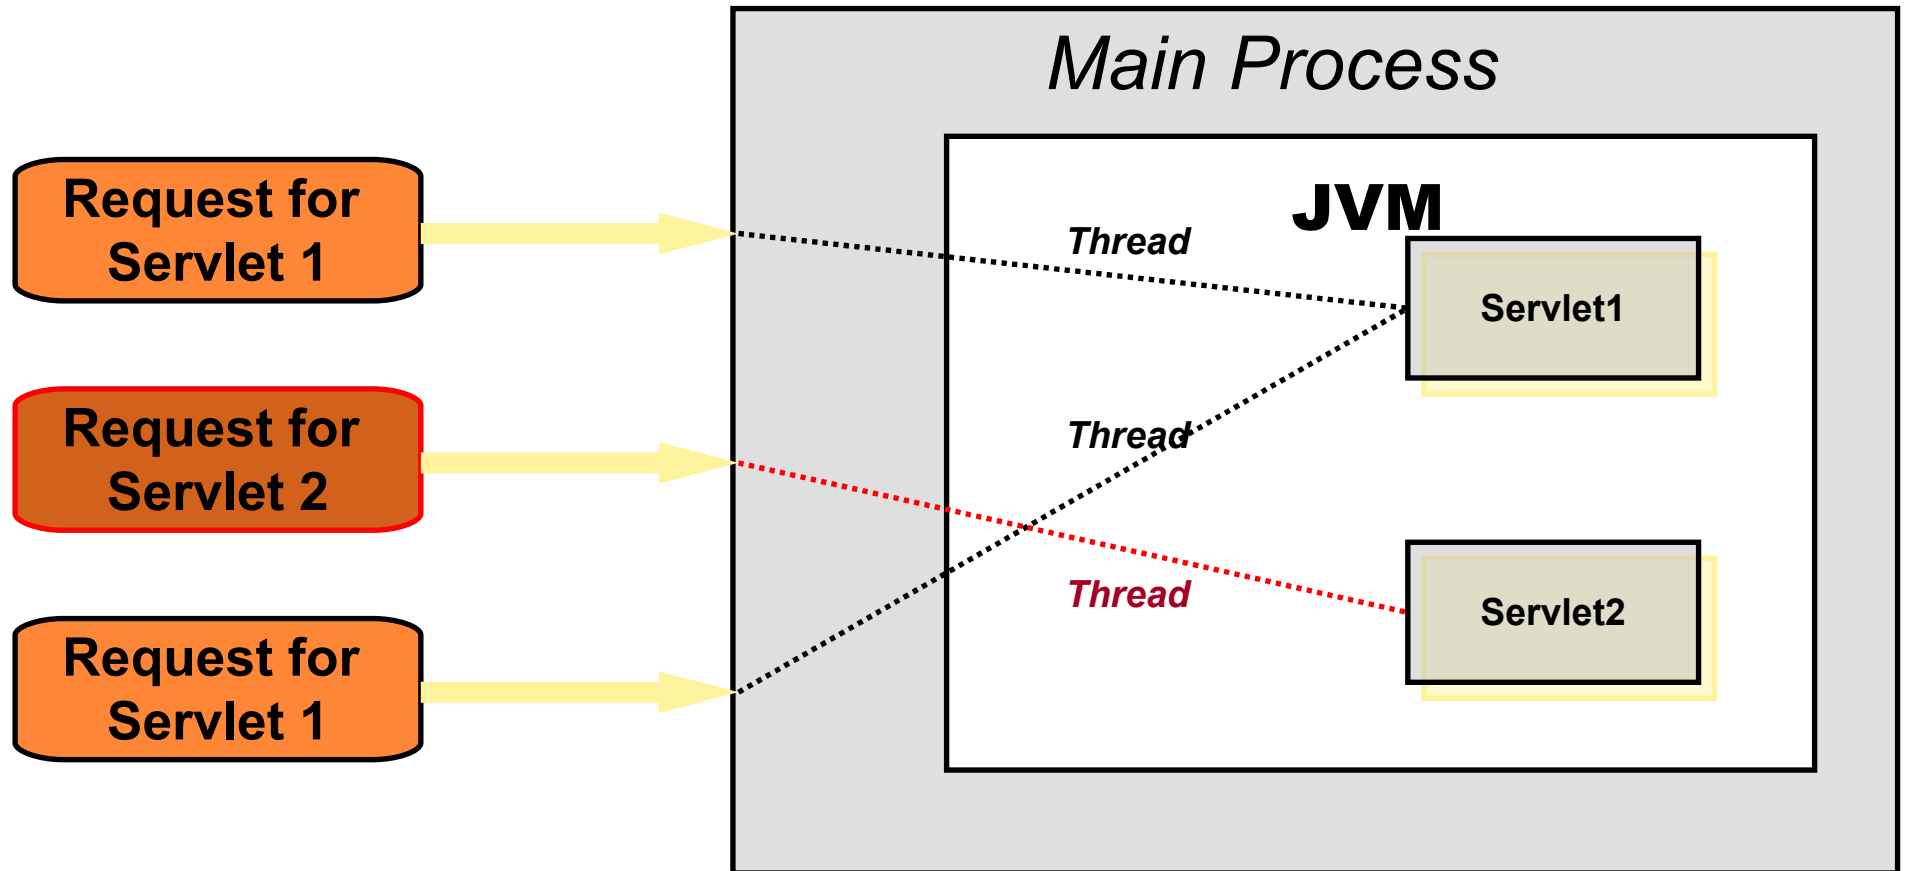 Main Process
JVM
Request for
Servlet 1
Thread
Servlet1
Request for
Servlet 2
Thread
Thread
Servlet2
Request for
Servlet 1